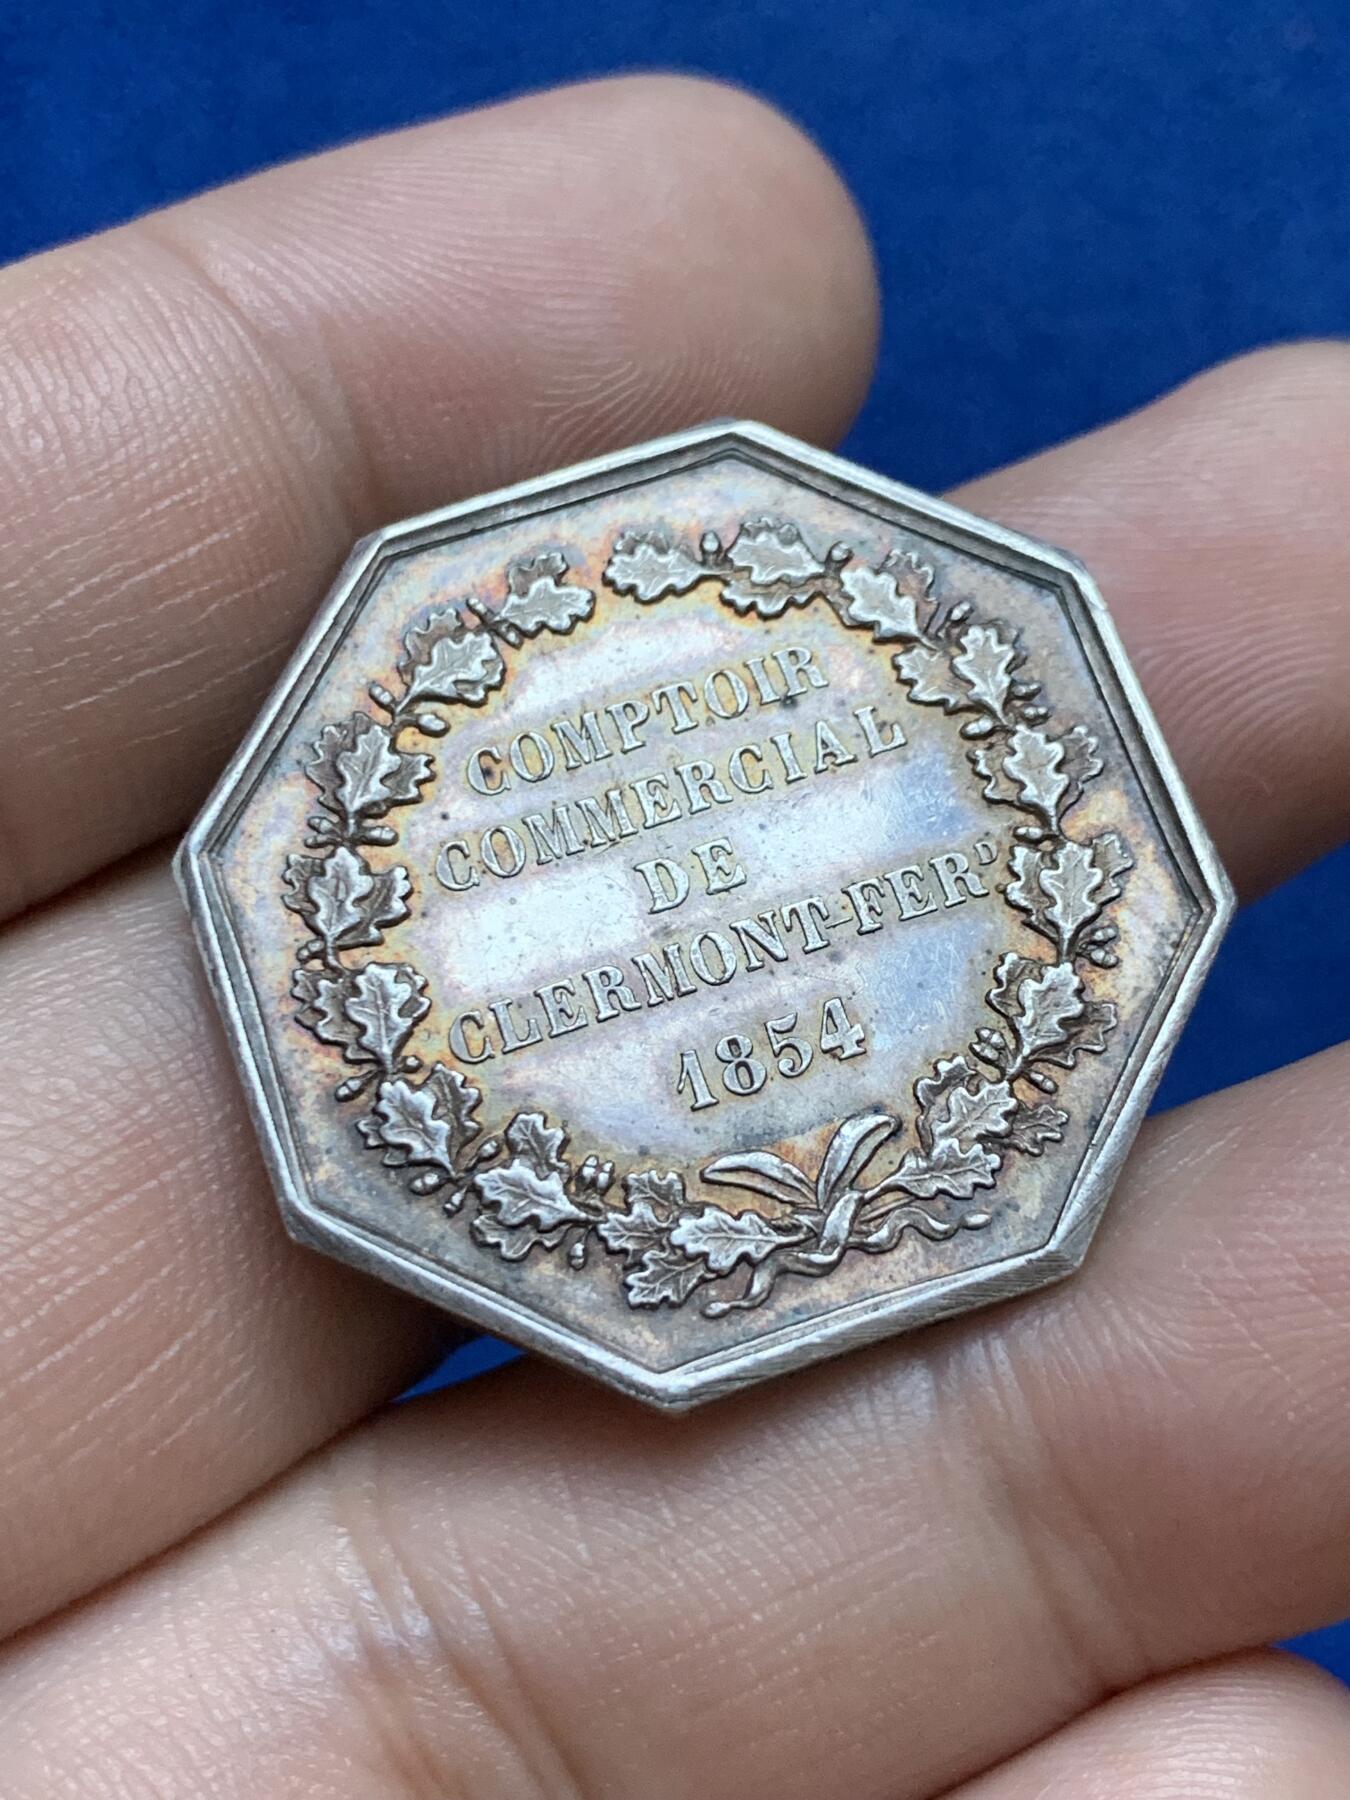 COMPTOIR
COMMERCIAL
DE
CLERMONT-FERᴰ
1854